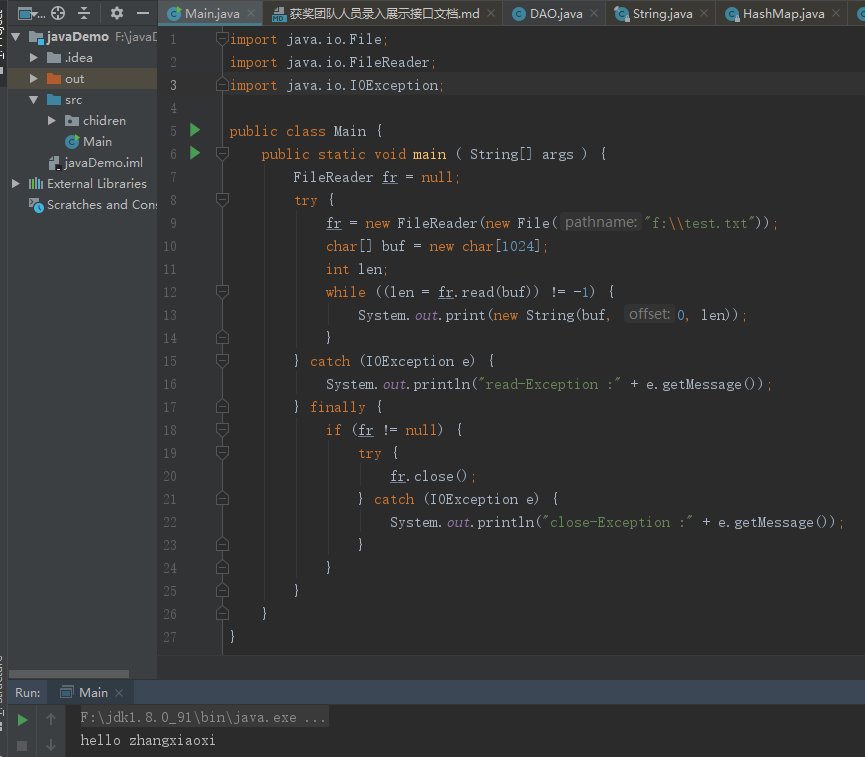 Main.java
获奖团队人员录入展示接口文档.md
DAO.java
String.java
HashMap.java
javaDemo F:\javaD
.idea
out
src
chidren
Main
javaDemo.iml
External Libraries
Scratches and Cons
1 import java.io.File;
2 import java.io.FileReader;
3 import java.io.IOException;
4
5 public class Main {
6 public static void main ( String[] args ) {
7 FileReader fr = null;
8 try {
9 fr = new FileReader(new File( pathname: "f:\\test.txt"));
10 char[] buf = new char[1024];
11 int len;
12 while ((len = fr.read(buf)) != -1) {
13 System.out.print(new String(buf, offset: 0, len));
14 }
15 } catch (IOException e) {
16 System.out.println("read-Exception :" + e.getMessage());
17 } finally {
18 if (fr != null) {
19 try {
20 fr.close();
21 } catch (IOException e) {
22 System.out.println("close-Exception :" + e.getMessage());
23 }
24 }
25 }
26 }
27 }
Run: Main
F:\jdk1.8.0_91\bin\java.exe ...
hello zhangxiaoxi